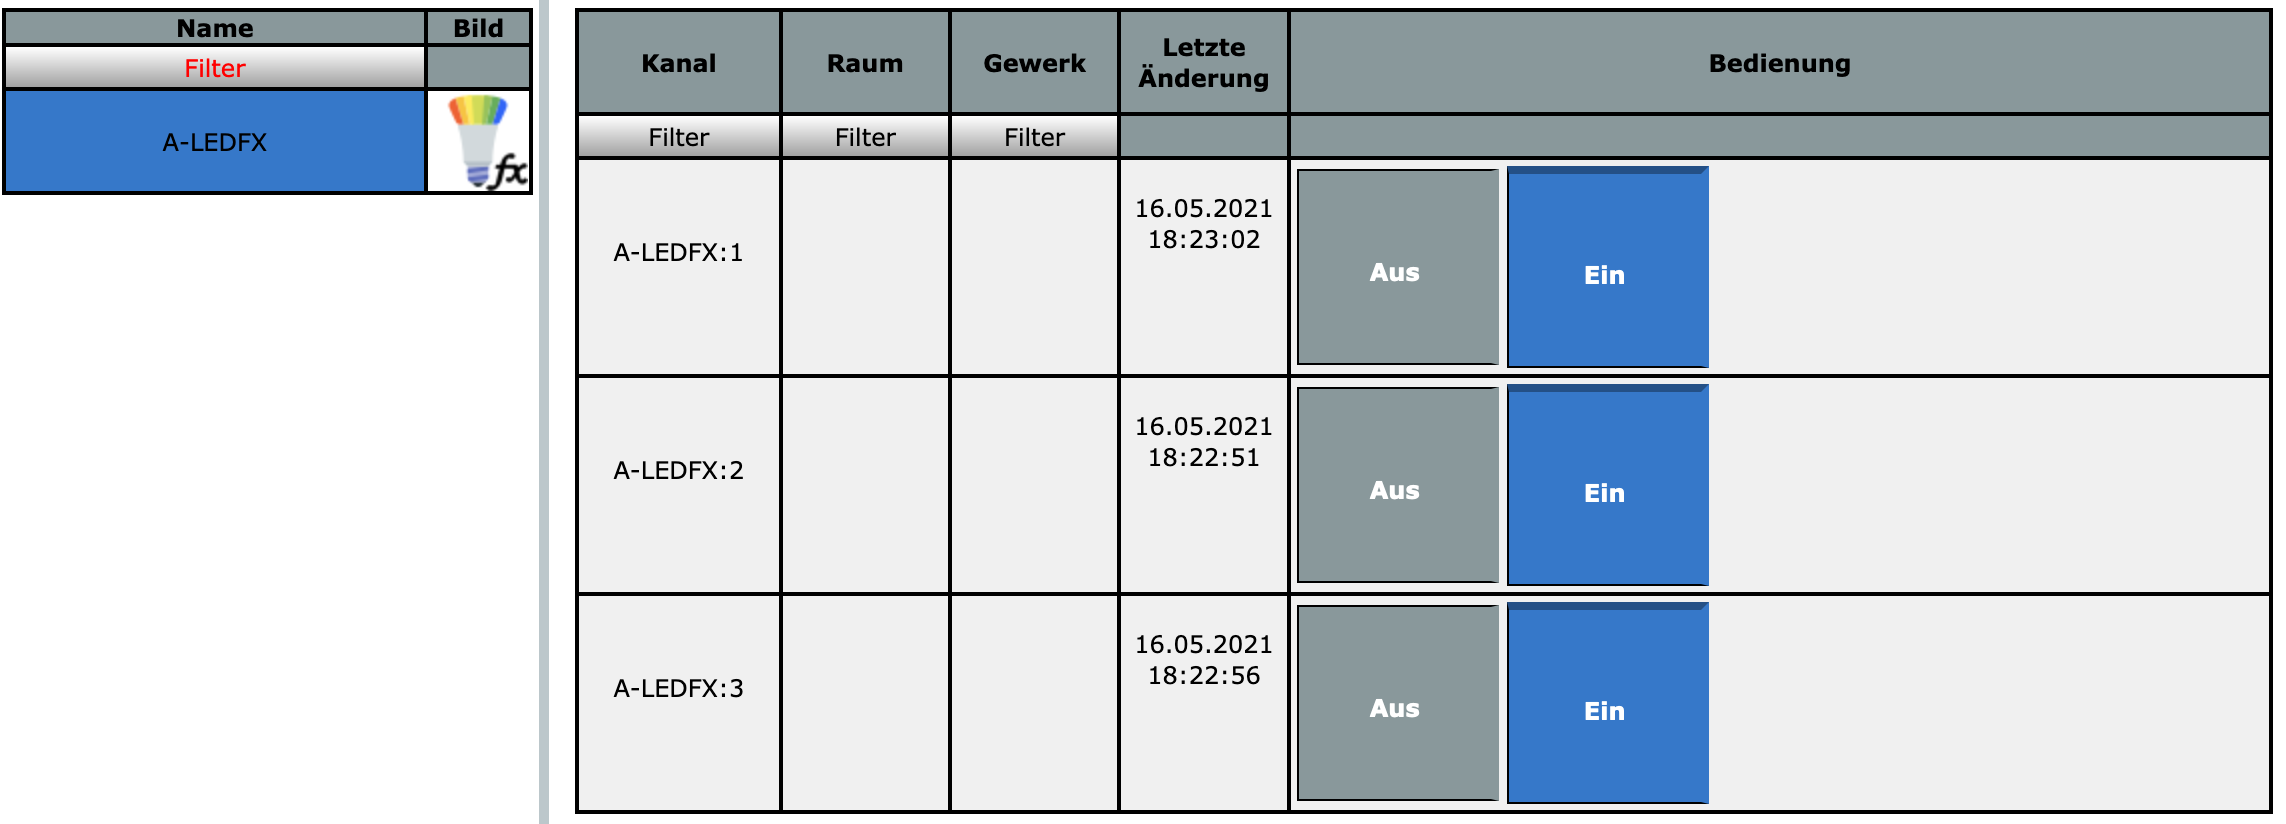 Name
Bild
Filter
A-LEDFX
fx
Kanal
Raum
Gewerk
Letzte
Änderung
Bedienung
Filter
Filter
Filter
A-LEDFX:1
16.05.2021
18:23:02
Aus
Ein
A-LEDFX:2
16.05.2021
18:22:51
Aus
Ein
A-LEDFX:3
16.05.2021
18:22:56
Aus
Ein